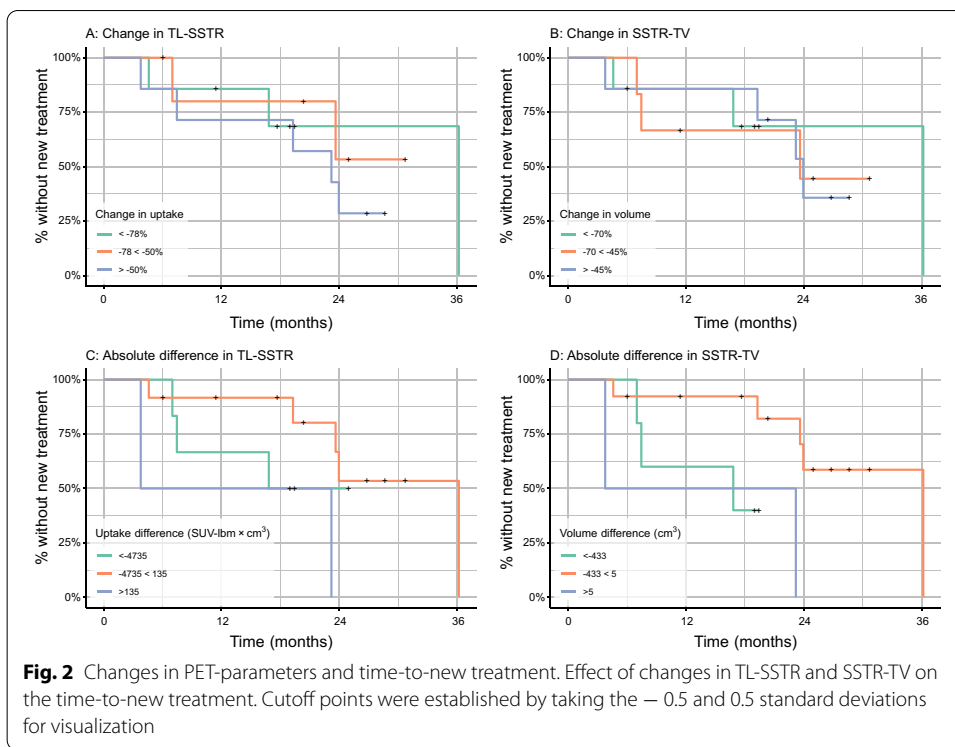 A: Change in TL-SSTR
% without new treatment
100%
75%
50%
25%
0%
Change in uptake
< -78%
-78 < -50%
> -50%
0 12 24 36
Time (months)
B: Change in SSTR-TV
% without new treatment
100%
75%
50%
25%
0%
Change in volume
< -70%
-70 < -45%
> -45%
0 12 24 36
Time (months)
C: Absolute difference in TL-SSTR
% without new treatment
100%
75%
50%
25%
0%
Uptake difference (SUV-lbm × cm³)
<-4735
-4735 < 135
>135
0 12 24 36
Time (months)
D: Absolute difference in SSTR-TV
% without new treatment
100%
75%
50%
25%
0%
Volume difference (cm³)
<-433
-433 < 5
>5
0 12 24 36
Time (months)
Fig. 2 Changes in PET-parameters and time-to-new treatment. Effect of changes in TL-SSTR and SSTR-TV on
the time-to-new treatment. Cutoff points were established by taking the − 0.5 and 0.5 standard deviations
for visualization